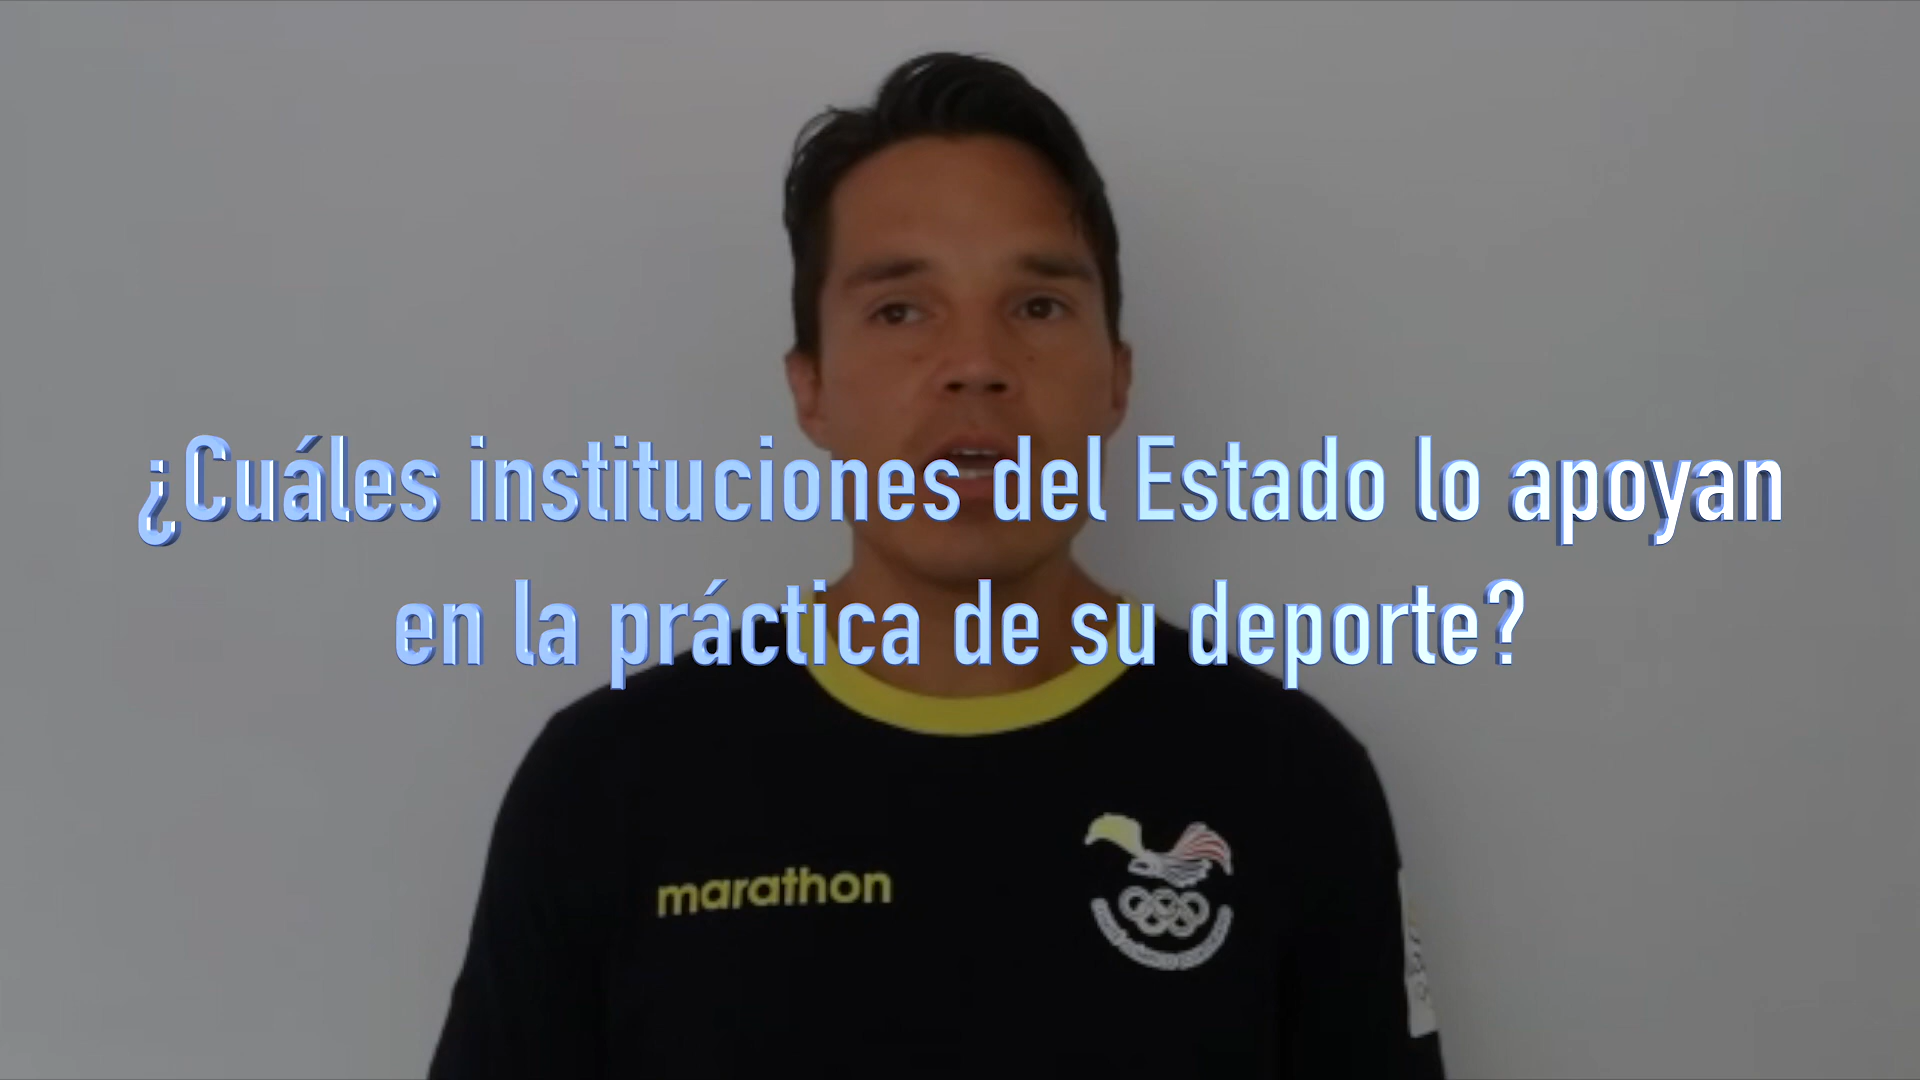 ¿Cuáles instituciones del Estado lo apoyan
en la práctica de su deporte?
marathon